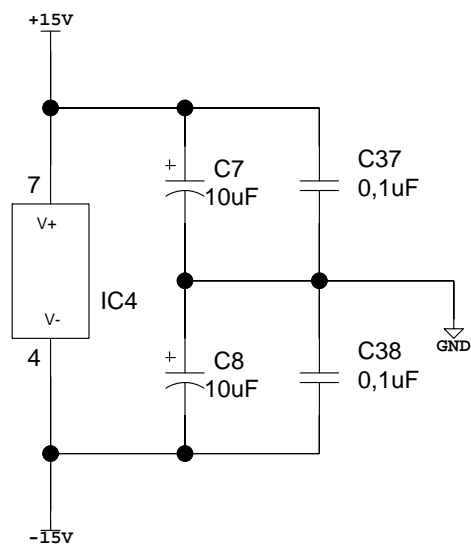 +15V
+
C7
10uF
C37
0,1uF
7
V+
IC4
V-
4
+
C8
10uF
C38
0,1uF
GND
-15V